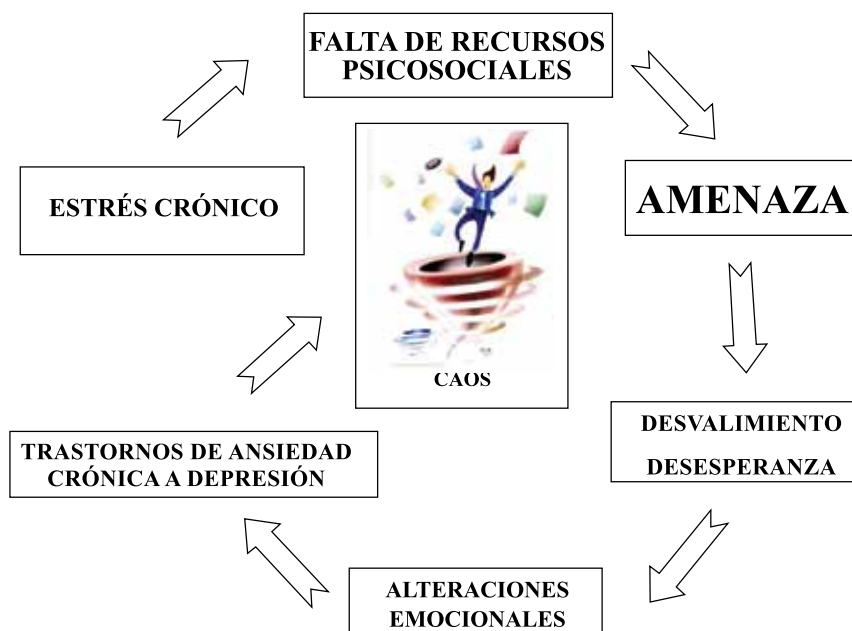 FALTA DE RECURSOS
PSICOSOCIALES
AMENAZA
DESVALIMIENTO
DESESPERANZA
ALTERACIONES
EMOCIONALES
TRASTORNOS DE ANSIEDAD
CRÓNICA A DEPRESIÓN
ESTRÉS CRÓNICO
CAOS